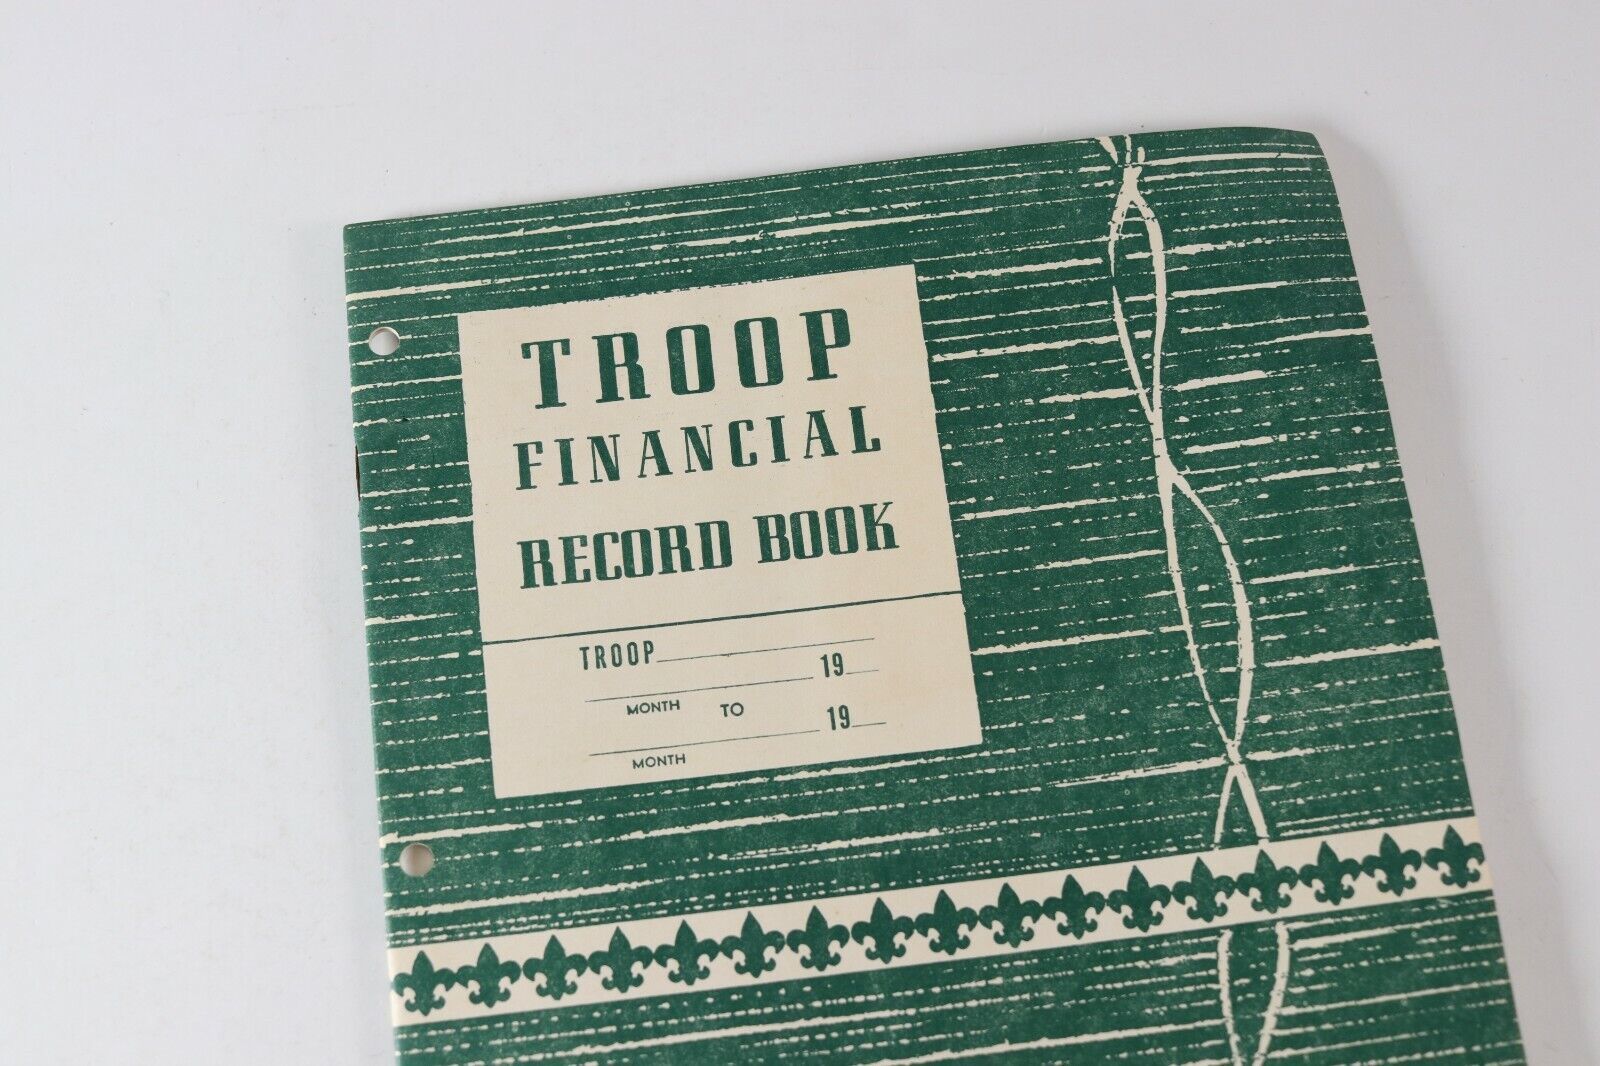 TROOP
FINANCIAL
RECORD BOOK
TROOP
19
MONTH TO
19
MONTH